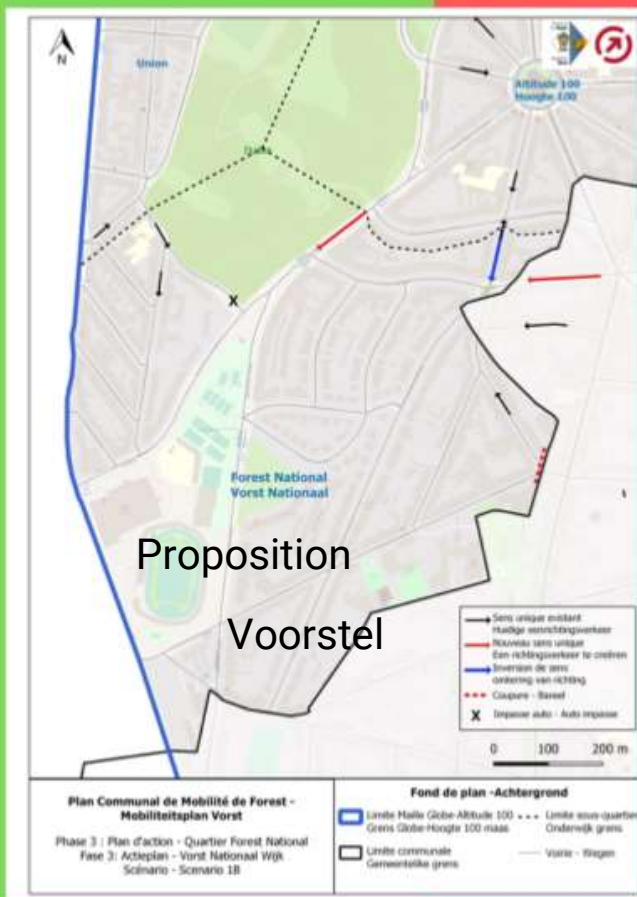 N
Union
Altitude 100
Hoogte 100
X
Forest National
Vorst Nationaal
Proposition
Voorstel
Sens unique existant
Huidige eenrichtingsverkeer
Nouveau sens unique
Een richtingsverkeer te creëren
Inversion de sens
omkering van richting
Coupure - Bareel
X Impasse auto - Auto impasse
0 100 200 m
Plan Communal de Mobilité de Forest -
Mobiliteitsplan Vorst
Phase 3 : Plan d'action - Quartier Forest National
Fase 3: Actieplan - Vorst Nationaal Wijk
Scénario - Scenario 1B
Fond de plan -Achtergrond
Limite Maille Globe-Altitude 100
Grens Globe-Hoogte 100 maas
Limite communale
Gemeentelijke grens
Limite sous-quartier
Onderwijk grens
Voirie - Wegen